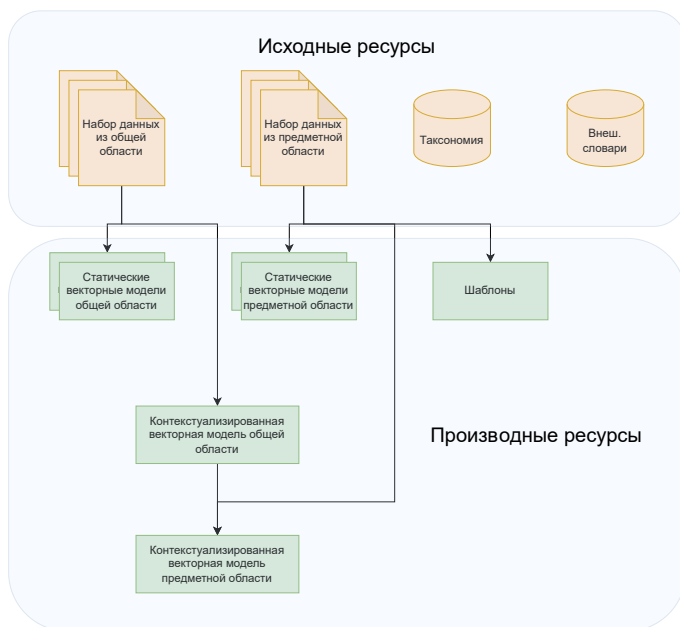 Исходные ресурсы
Набор данных
из общей
области
Набор данных
из предметной
области
Таксономия
Внеш.
словари
Статические
векторные модели
общей области
Статические
векторные модели
предметной области
Шаблоны
Контекстуализированная
векторная модель общей
области
Производные ресурсы
Контекстуализированная
векторная модель
предметной области